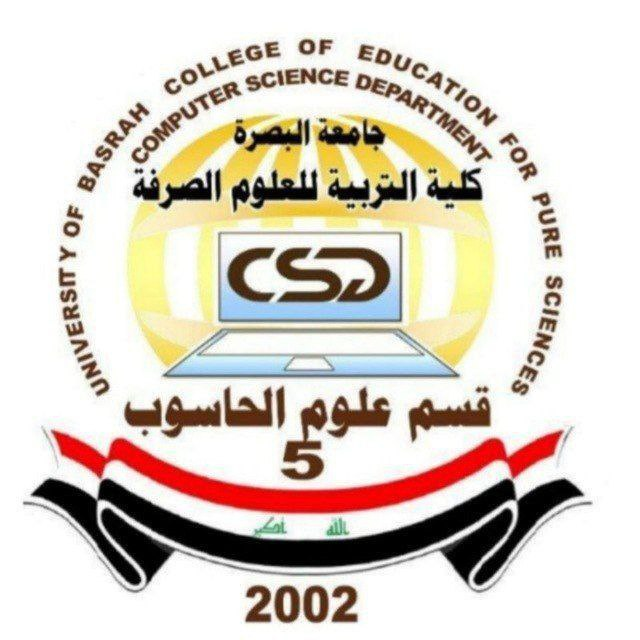 UNIVERSITY OF BASRAH COLLEGE OF EDUCATION FOR PURE SCIENCES
COMPUTER SCIENCE DEPARTMENT
جامعة البصرة
كلية التربية للعلوم الصرفة
CSD
قسم علوم الحاسوب
5
الله أكبر
2002